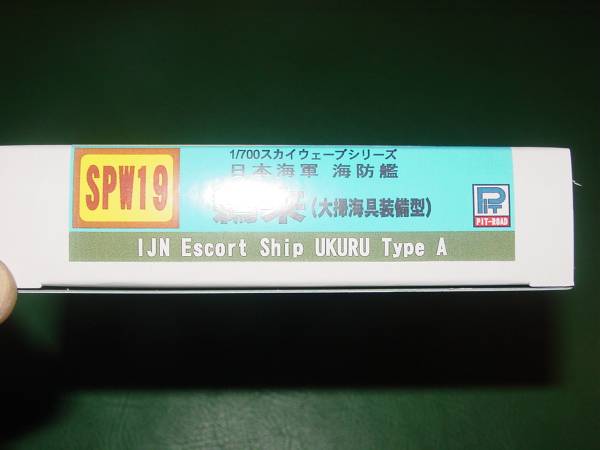 SPW19
1/700スカイウェーブシリーズ
日本海軍 海防艦
(大掃海具装備型)
PIT-ROAD
IJN Escort Ship UKURU Type A